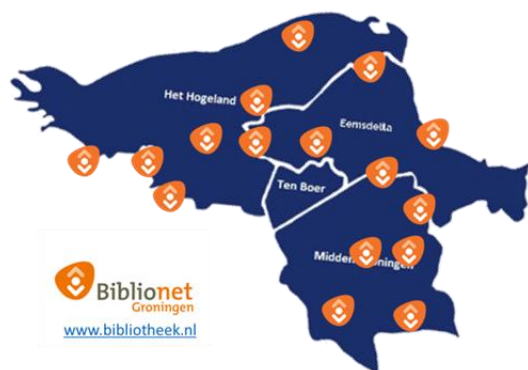 Het Hogeland
Eemsdelta
Ten Boer
Biblionet
Groningen
www.bibliotheek.nl